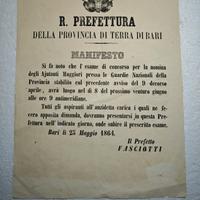 R. PREFETTURA
DELLA PROVINCIA DI TERRA DI BARI
MANIFESTO
Si fa noto che l'esame di concorso per la nomina
degli Ajutanti Maggiori presso le Guardie Nazionali della
Provincia stabilito col precedente avviso del 9 decorso
aprile, avrà luogo nel dì 8 del prossimo venturo giugno
alle ore 9 antimeridiane.
Tutti gli aspiranti all'anzidetta carica i quali ne fe-
cero apposita dimanda, dovranno presentarsi in questa Pre-
fettura nell'indicato giorno, onde subire il prescritto esame.
Bari li 23 Maggio 1864.
Il Prefetto
FASCIOTTI